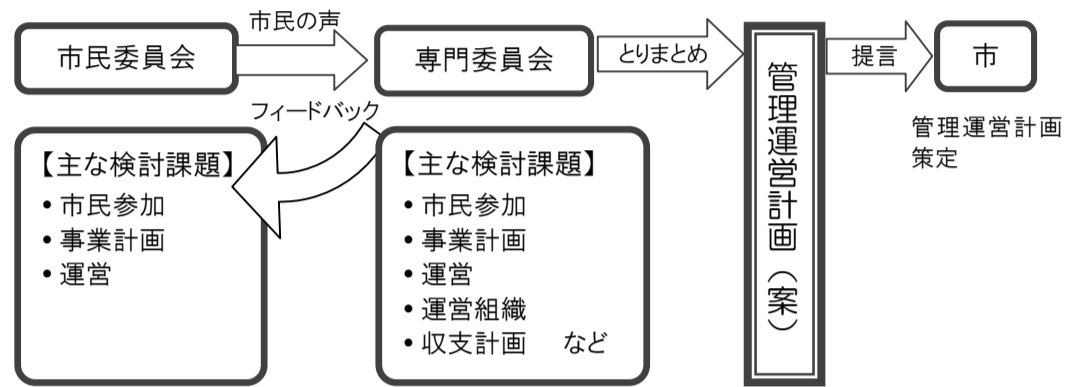 市民委員会
市民の声
専門委員会
とりまとめ
管理運営計画（案）
提言
市
管理運営計画
策定
フィードバック
【主な検討課題】
• 市民参加
• 事業計画
• 運営
【主な検討課題】
• 市民参加
• 事業計画
• 運営
• 運営組織
• 収支計画　など